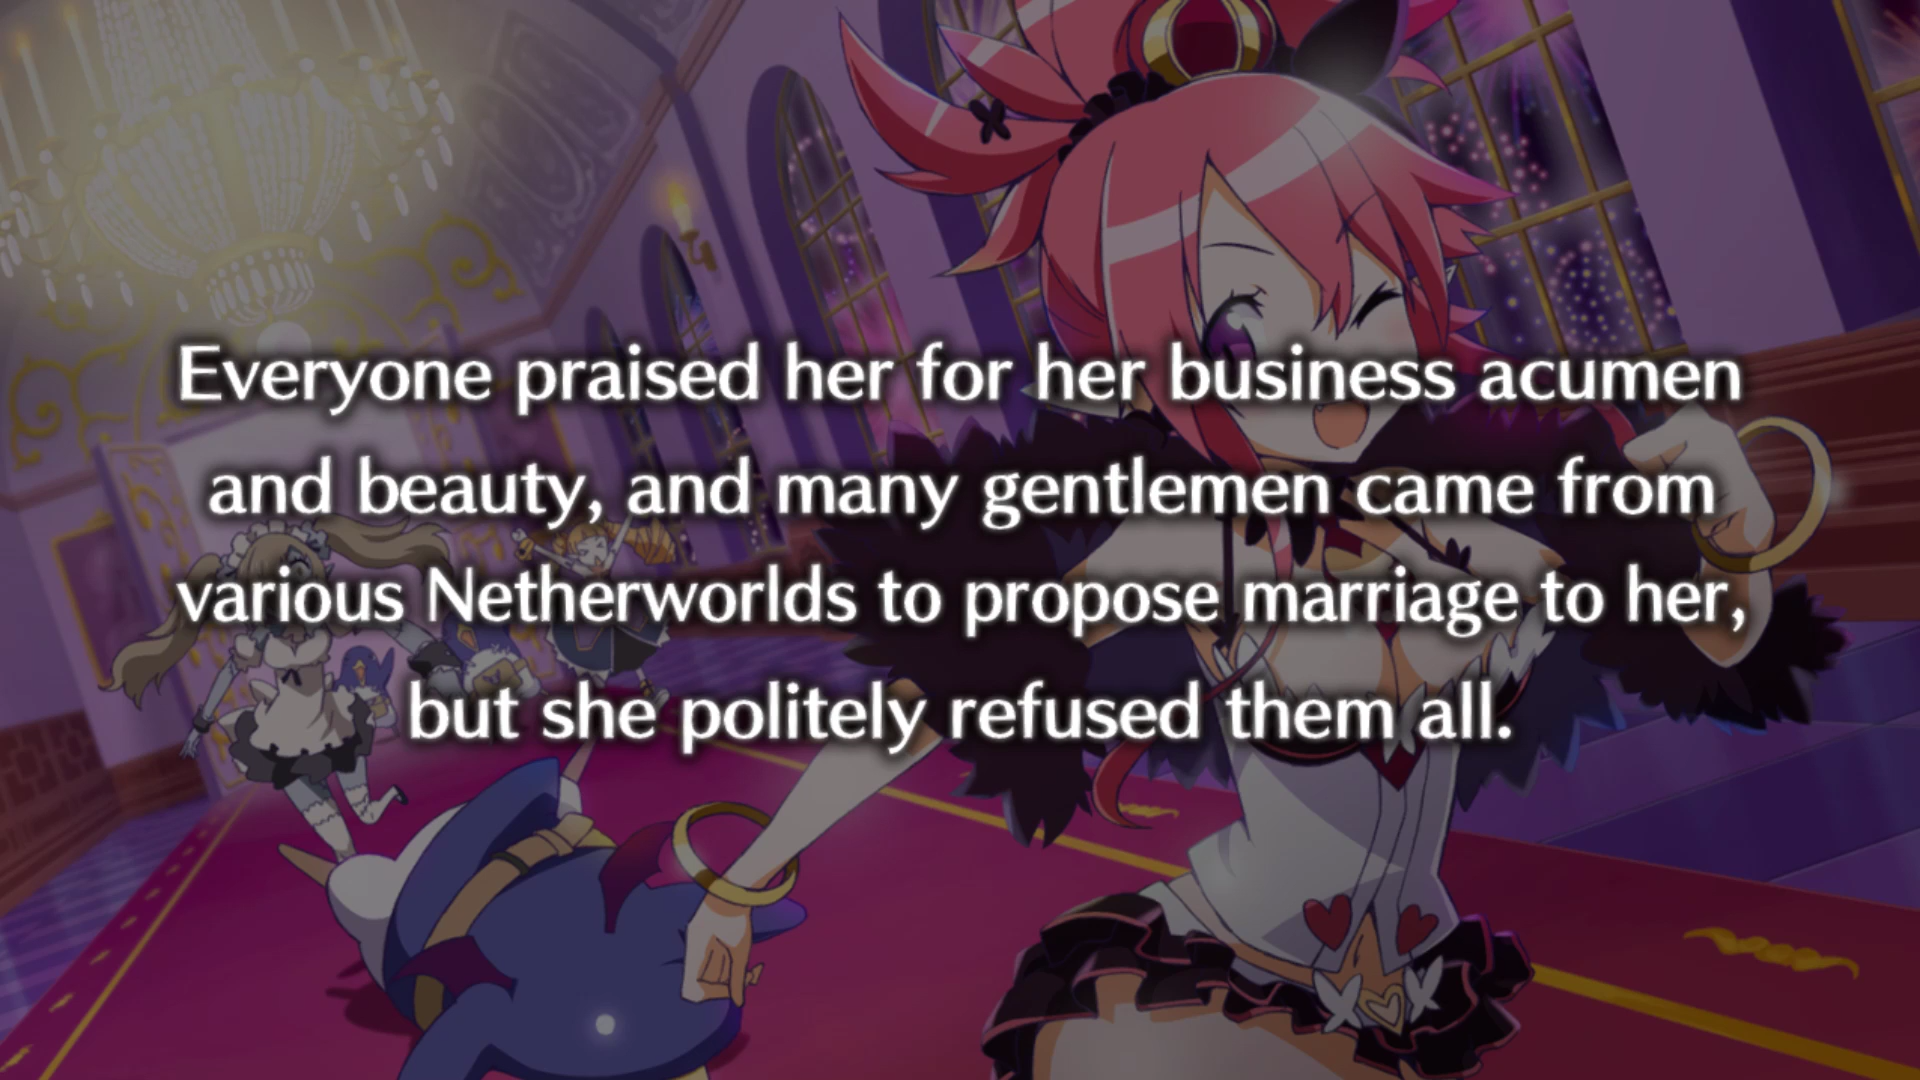 Everyone praised her for her business acumen
and beauty, and many gentlemen came from
various Netherworlds to propose marriage to her,
but she politely refused them all.